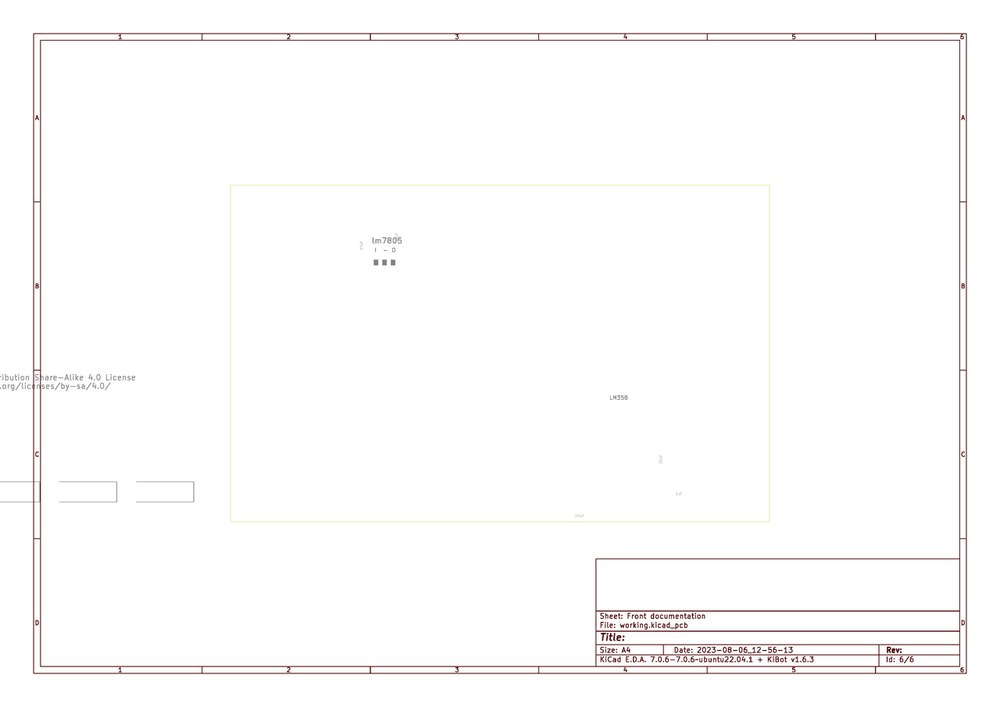 1 2 3 4 5 6
A A
lm7805
I - O
B B
ribution Share-Alike 4.0 License
.org/licenses/by-sa/4.0/
LM358
C C
Sheet: Front documentation
File: working.kicad_pcb
D D
Title:
Size: A4 Date: 2023-08-06_12-56-13 Rev:
KiCad E.D.A. 7.0.6-7.0.6~ubuntu22.04.1 + KiBot v1.6.3 Id: 6/6
1 2 3 4 5 6